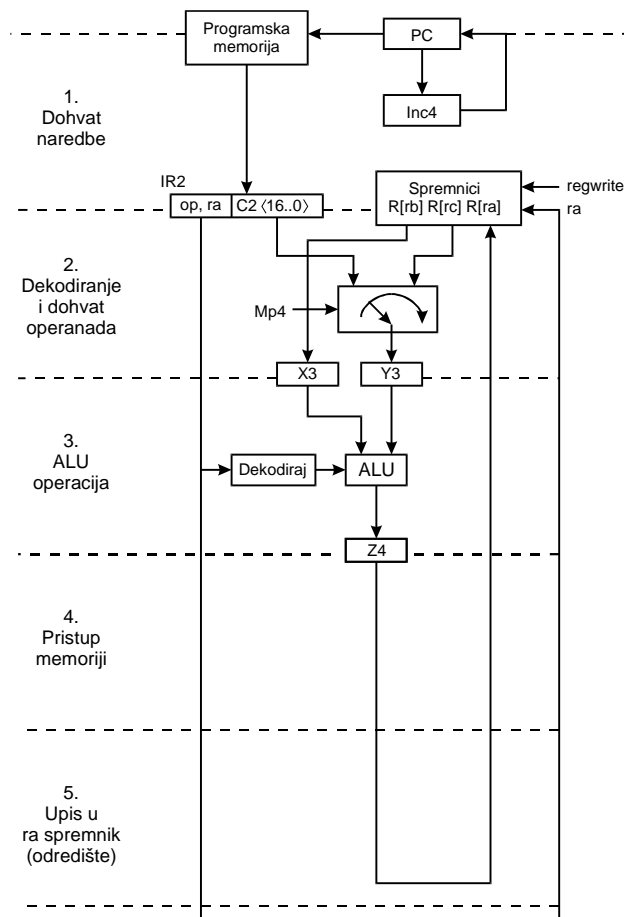 Programska
memorija
PC
1.
Dohvat
naredbe
Inc4
IR2
op, ra
C2 ⟨16..0⟩
Spremnici
R[rb] R[rc] R[ra]
regwrite
ra
2.
Dekodiranje
i dohvat
operanada
Mp4
X3
Y3
3.
ALU
operacija
Dekodiraj
ALU
Z4
4.
Pristup
memoriji
5.
Upis u
ra spremnik
(odredište)